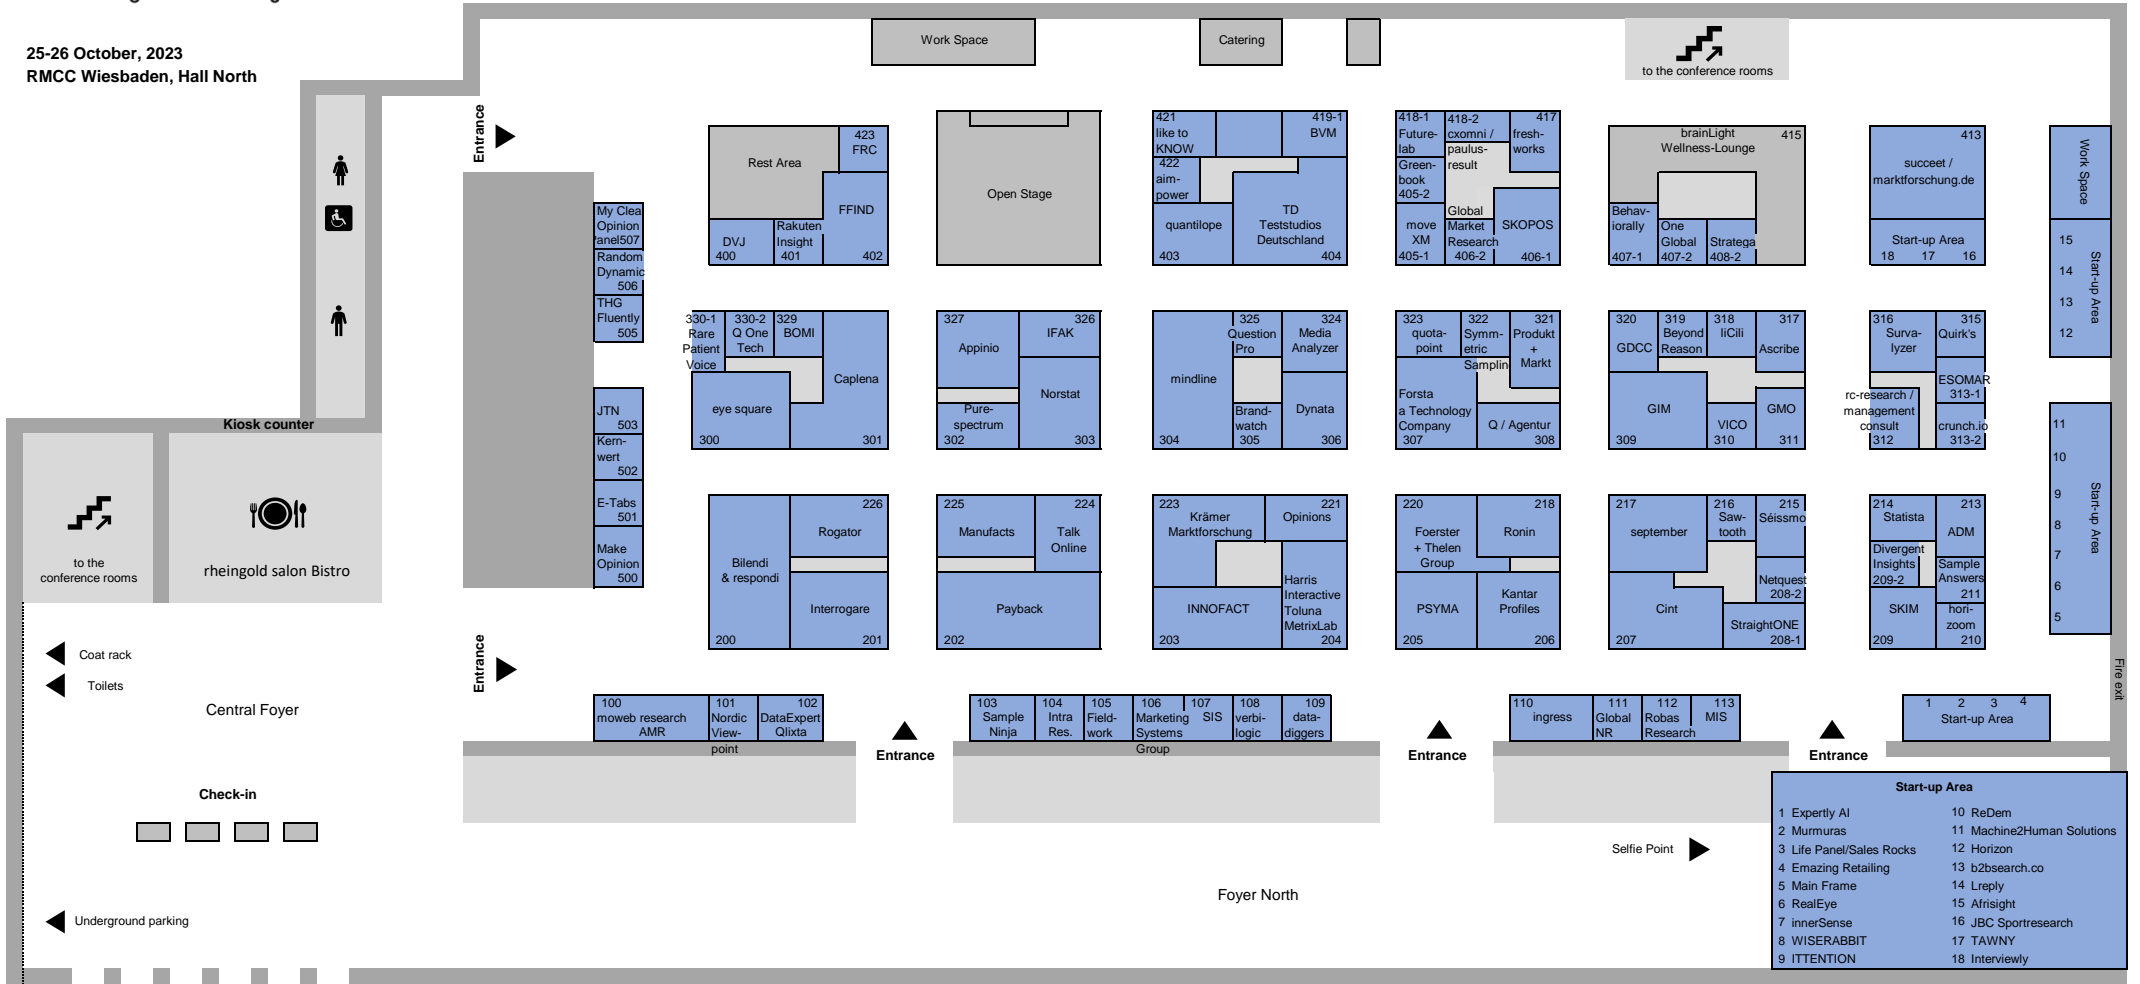 25-26 October, 2023
RMCC Wiesbaden, Hall North
Work Space
Catering
to the conference rooms
Entrance
Rest Area
423
FRC
FFIND
402
DVJ
400
Rakuten
Insight
401
Open Stage
421
like to
KNOW
422
aim-
power
419-1
BVM
quantilope
403
TD
Teststudios
Deutschland
404
418-1
Future-
lab
418-2
cxomni /
paulus-
result
417
fresh-
works
Green-
book
405-2
move
XM
405-1
Global
Market
Research
406-2
SKOPOS
406-1
brainLight
Wellness-Lounge
415
Behav-
iorally
407-1
One
Global
407-2
Stratega
408-2
413
succeet /
marktforschung.de
Start-up Area
18 17 16
Work Space
15
14
13
12
Start-up Area
My Clea
Opinion
anel507
Random
Dynamic
506
THG
Fluently
505
JTN
503
Kern-
wert
502
E-Tabs
501
Make
Opinion
500
330-1
Rare
Patient
Voice
330-2
Q One
Tech
329
BOMI
Caplena
301
eye square
300
327
Appinio
326
IFAK
Norstat
303
Pure-
spectrum
302
mindline
304
325
Question
Pro
324
Media
Analyzer
Brand-
watch
305
Dynata
306
323
quota-
point
322
Symm-
etric
Samplin
321
Produkt
+
Markt
Forsta
a Technology
Company
307
Q / Agentur
308
320
GDCC
319
Beyond
Reason
318
liCili
317
Ascribe
GIM
309
VICO
310
GMO
311
316
Surva-
lyzer
315
Quirk's
ESOMAR
313-1
rc-research /
management
consult
312
crunch.io
313-2
11
10
9
8
7
6
5
Start-up Area
Kiosk counter
to the
conference rooms
rheingold salon Bistro
Bilendi
& respondi
200
226
Rogator
Interrogare
201
225
Manufacts
224
Talk
Online
Payback
202
223
Krämer
Marktforschung
221
Opinions
INNOFACT
203
Harris
Interactive
Toluna
MetrixLab
204
220
Foerster
+ Thelen
Group
218
Ronin
PSYMA
205
Kantar
Profiles
206
217
september
216
Saw-
tooth
215
Séissmo
Cint
207
Netquest
208-2
StraightONE
208-1
214
Statista
213
ADM
Divergent
Insights
209-2
Sample
Answers
211
SKIM
209
hori-
zoom
210
Entrance
Coat rack
Toilets
Central Foyer
Fire exit
100
moweb research
AMR
101
Nordic
View-
point
102
DataExpert
Qlixta
103
Sample
Ninja
104
Intra
Res.
105
Field-
work
106
Marketing
Systems
Group
107
SIS
108
verbi-
logic
109
data-
diggers
110
ingress
111
Global
NR
112
Robas
Research
113
MIS
1 2 3 4
Start-up Area
Entrance
Entrance
Entrance
Check-in
Selfie Point
Foyer North
Underground parking
Start-up Area
1 Expertly AI
2 Murmuras
3 Life Panel/Sales Rocks
4 Emazing Retailing
5 Main Frame
6 RealEye
7 innerSense
8 WISERABBIT
9 ITTENTION
10 ReDem
11 Machine2Human Solutions
12 Horizon
13 b2bsearch.co
14 Lreply
15 Afrisight
16 JBC Sportresearch
17 TAWNY
18 Interviewly